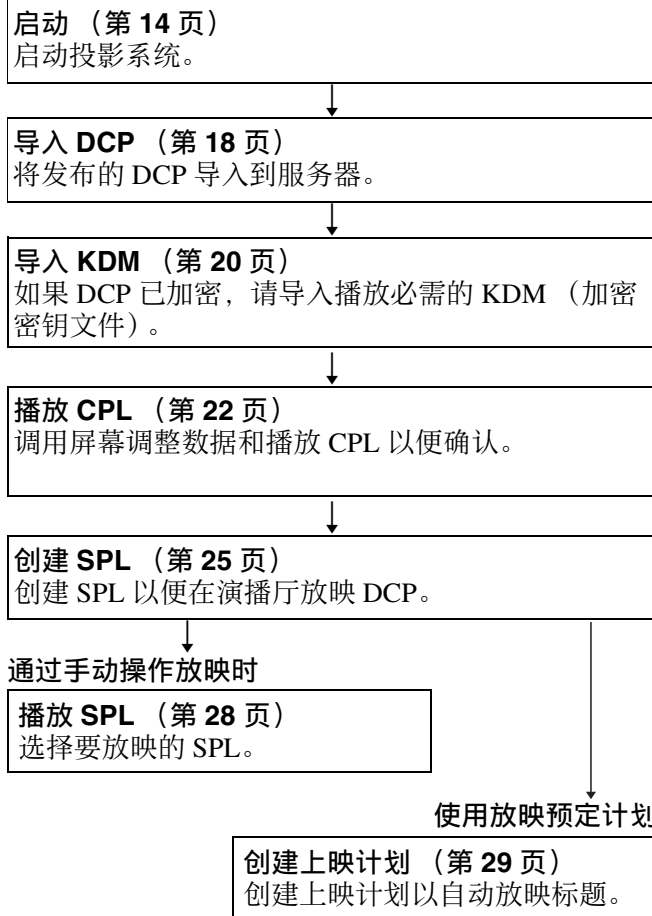 启动 （第 14 页）
启动投影系统。
导入 DCP （第 18 页）
将发布的 DCP 导入到服务器。
导入 KDM （第 20 页）
如果 DCP 已加密，请导入播放必需的 KDM （加密
密钥文件）。
播放 CPL （第 22 页）
调用屏幕调整数据和播放 CPL 以便确认。
创建 SPL （第 25 页）
创建 SPL 以便在演播厅放映 DCP。
通过手动操作放映时
播放 SPL （第 28 页）
选择要放映的 SPL。
使用放映预定计划
创建上映计划 （第 29 页）
创建上映计划以自动放映标题。